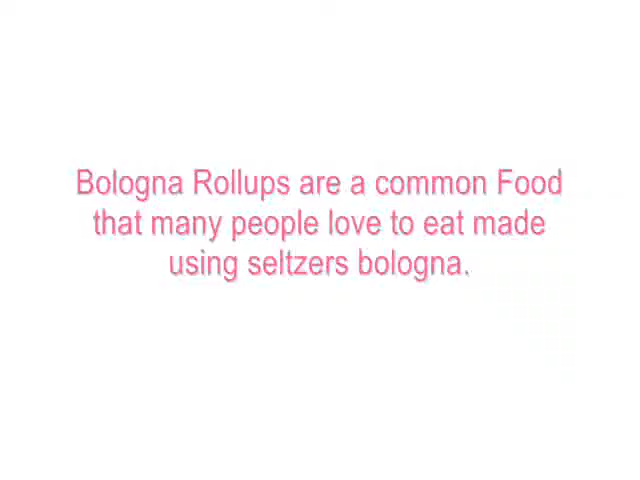 Bologna Rollups are a common Food
that many people love to eat made
using seltzers bologna.